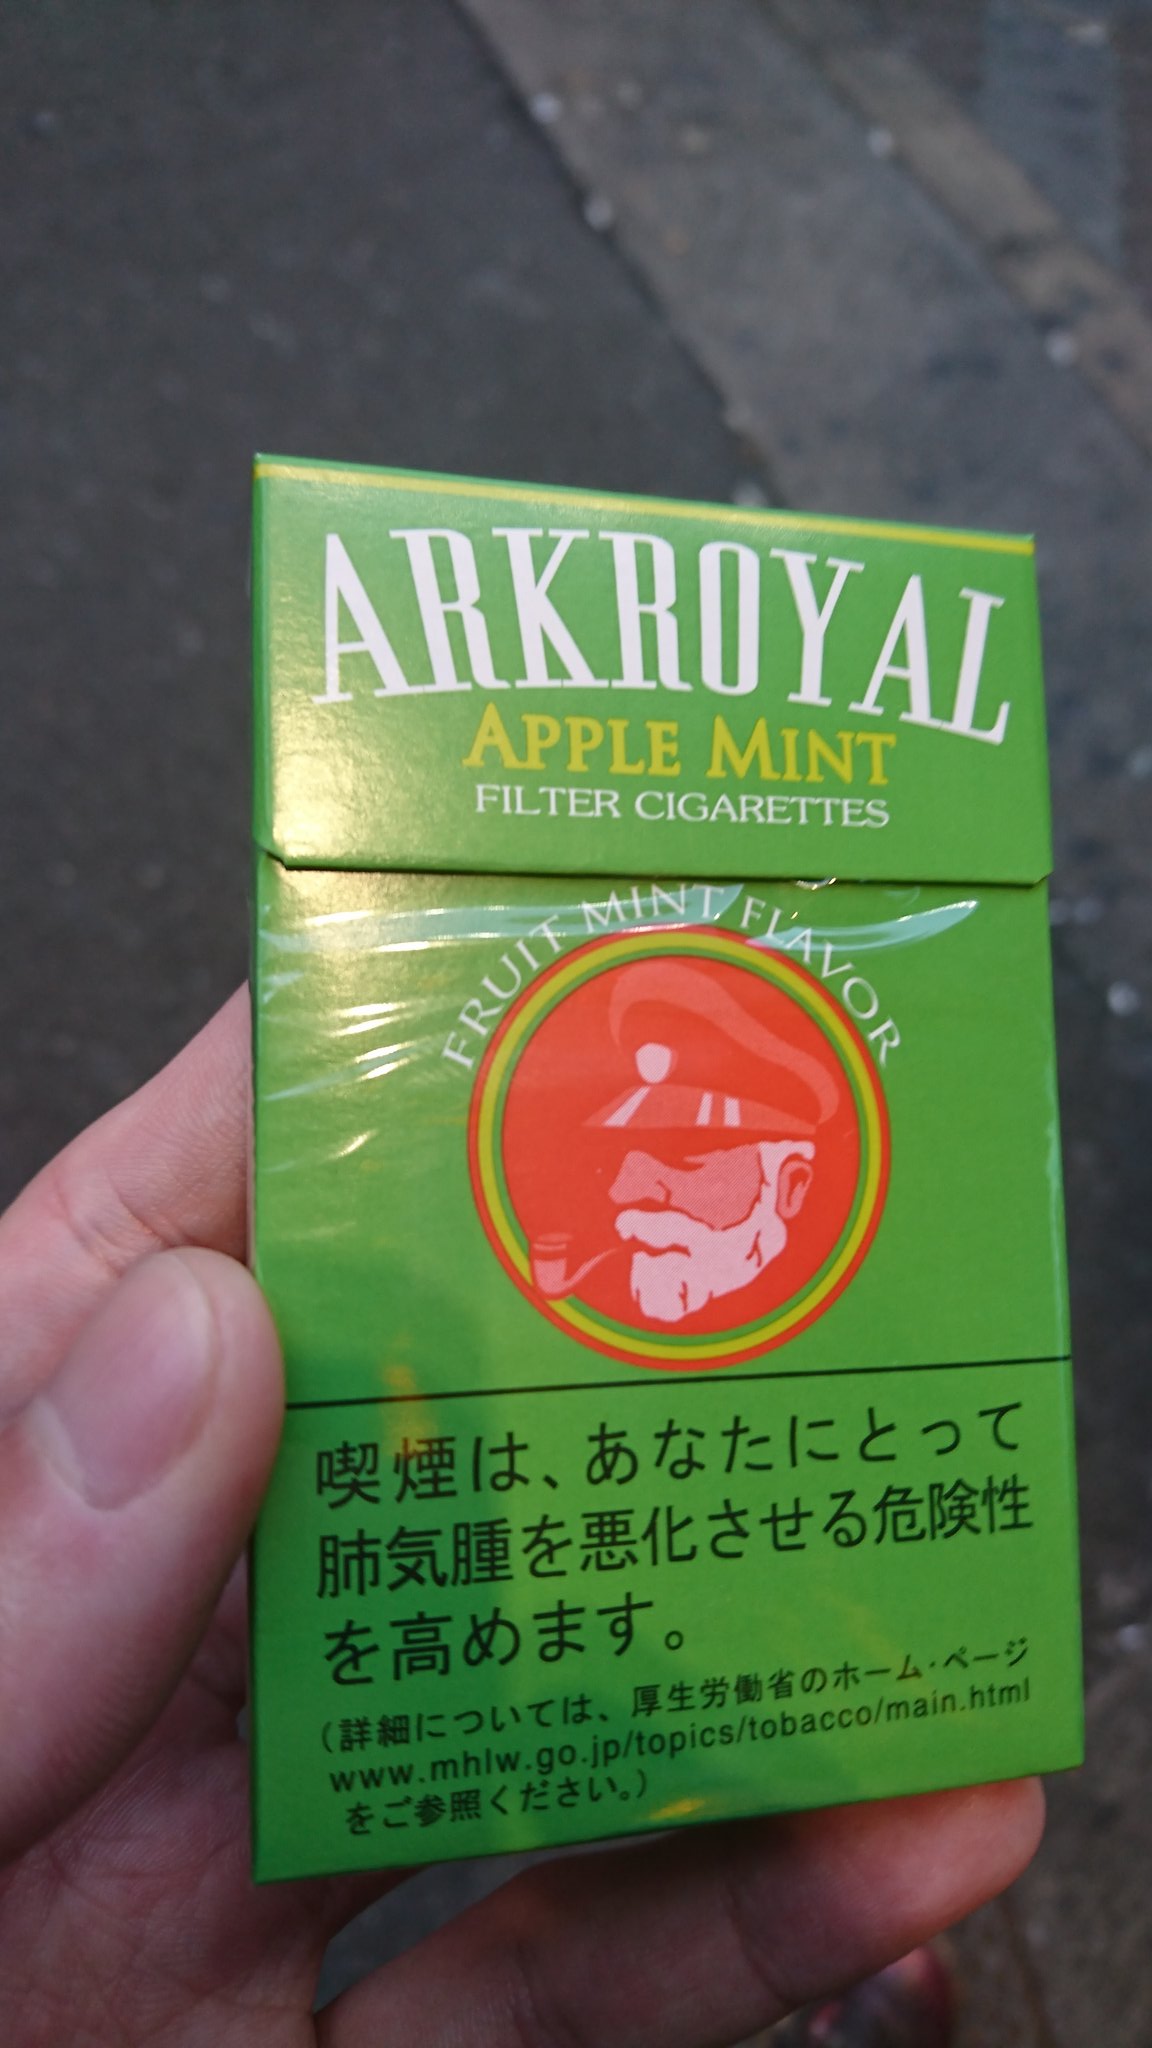 ARKROYAL
APPLE MINT
FILTER CIGARETTES
FRUIT MINT FLAVOR
喫煙は、あなたにとって
肺気腫を悪化させる危険性
を高めます。
（詳細については、厚生労働省のホーム・ページ
www.mhlw.go.jp/topics/tobacco/main.html
をご参照ください。）